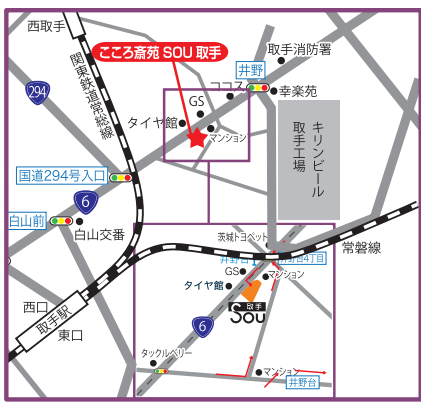 西取手
こころ斎苑 SOU 取手
取手消防署
294
関東鉄道常総線
井野
ココス
幸楽苑
GS
タイヤ館
マンション
キリンビール
取手工場
国道294号入口
6
白山前
白山交番
茨城トヨペット
常磐線
井野台4丁目
GS
マンション
タイヤ館
取手
SOU
西口
取手駅
東口
6
タックルベリー
マンション
井野台